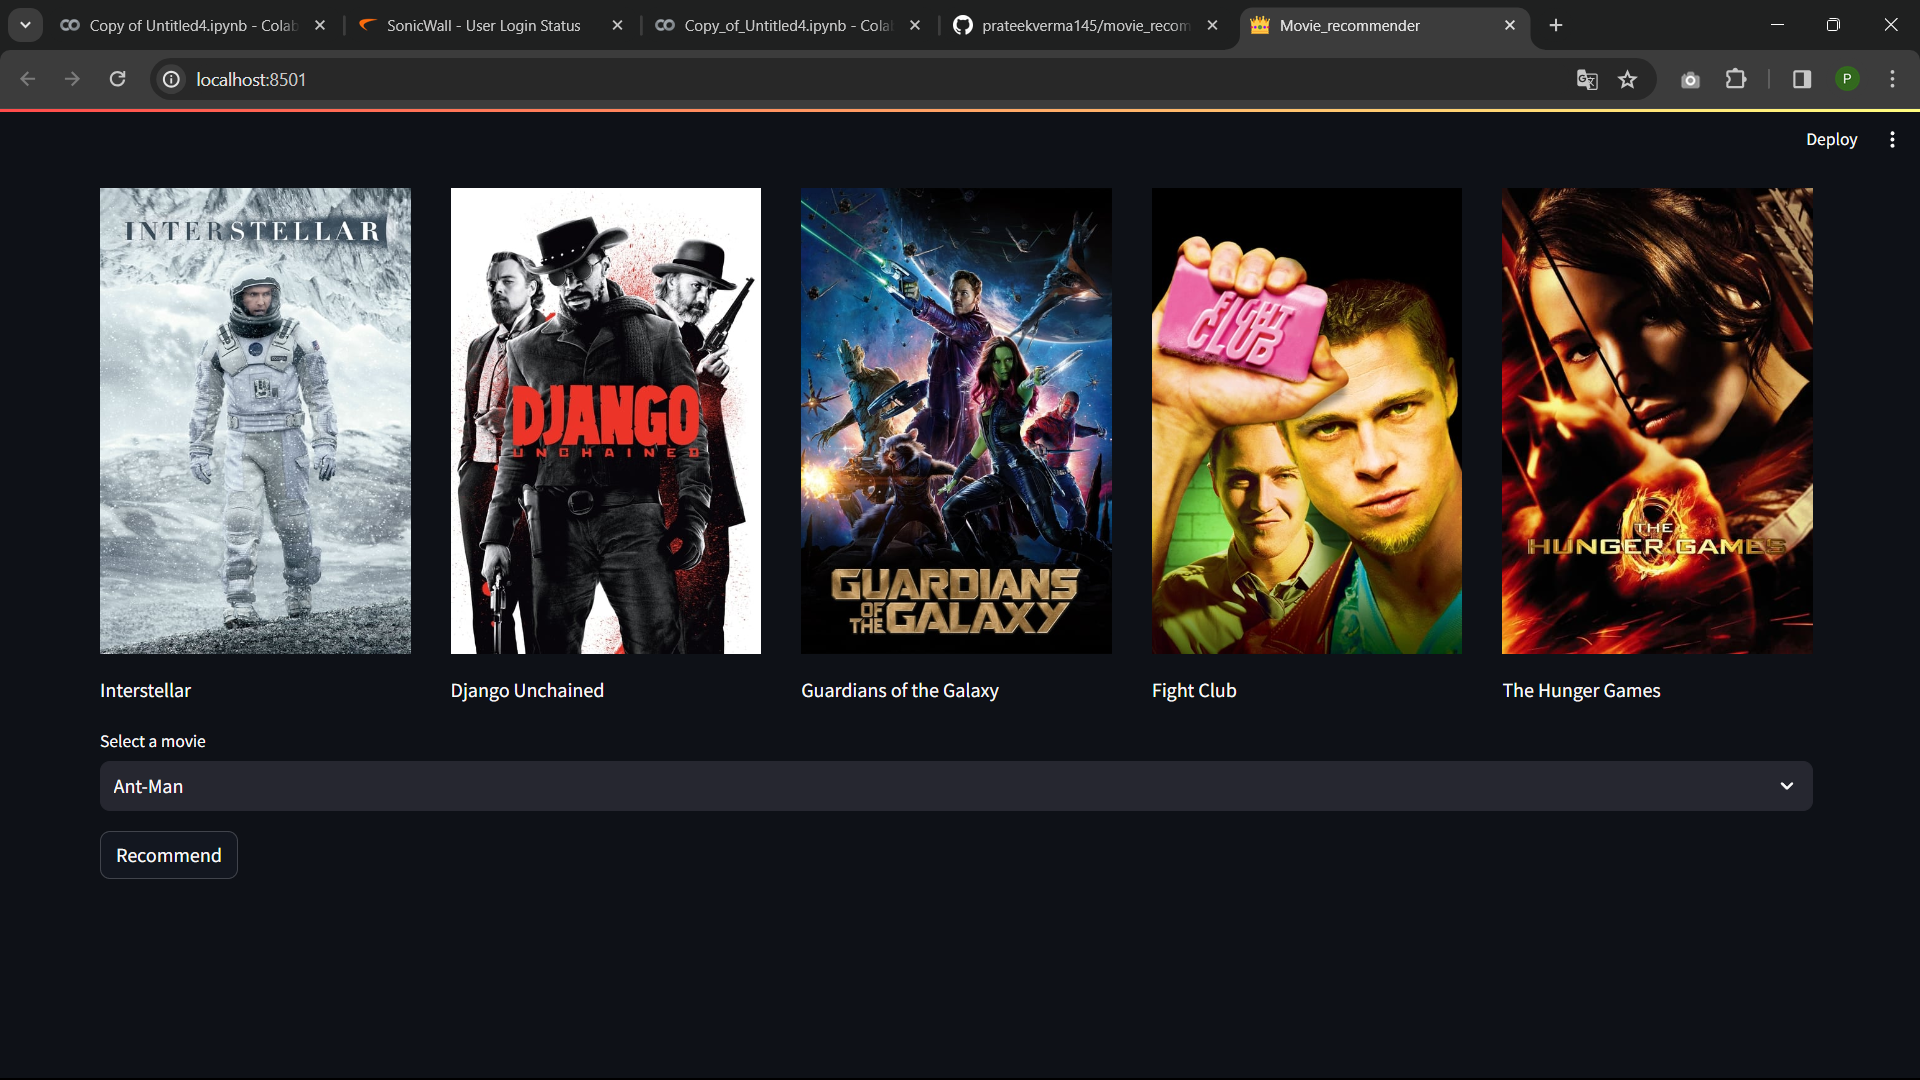 Copy of Untitled4.ipynb - Colab
SonicWall - User Login Status
Copy_of_Untitled4.ipynb - Colab
prateekverma145/movie_recom
Movie_recommender
localhost:8501
P
Deploy
INTERSTELLAR
DJANGO
UNCHAINED
GUARDIANS
OF THE GALAXY
FIGHT
CLUB
THE
HUNGER GAMES
Interstellar
Django Unchained
Guardians of the Galaxy
Fight Club
The Hunger Games
Select a movie
Ant-Man
Recommend